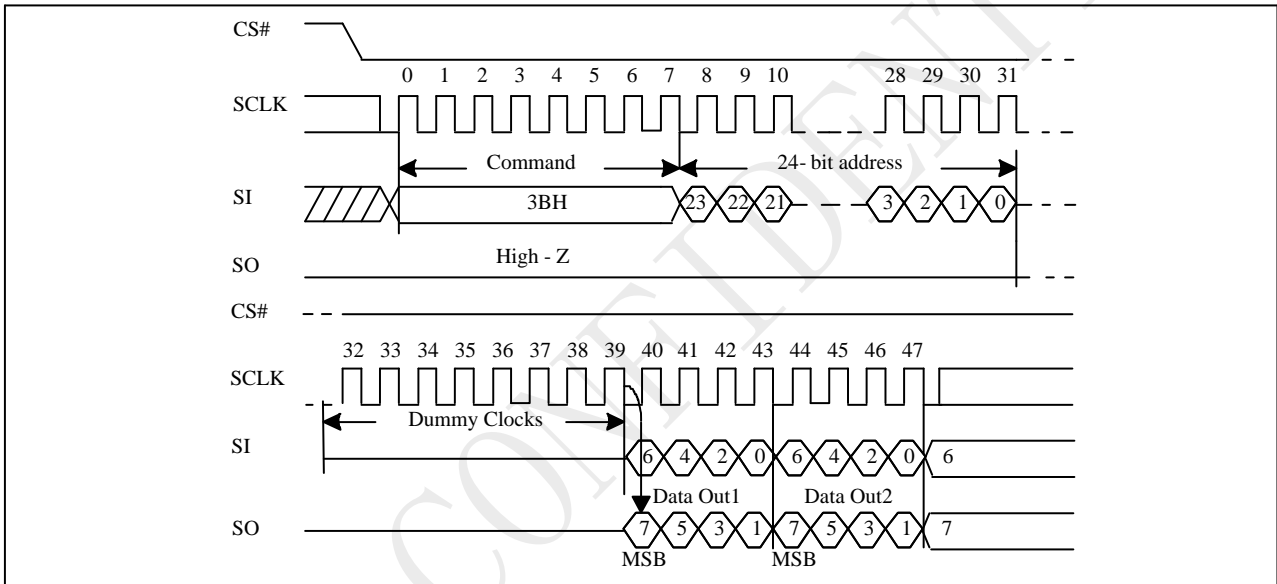 CS#
0 1 2 3 4 5 6 7 8 9 10 28 29 30 31
SCLK
Command 24- bit address
SI 3BH 23 22 21 3 2 1 0
High - Z
SO
CS#
32 33 34 35 36 37 38 39 40 41 42 43 44 45 46 47
SCLK
Dummy Clocks
SI 6 4 2 0 6 4 2 0 6
Data Out1 Data Out2
SO 7 5 3 1 7 5 3 1 7
MSB MSB